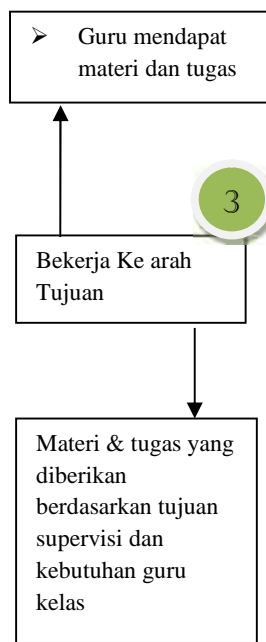 ➢ Guru mendapat
materi dan tugas
3
Bekerja Ke arah
Tujuan
Materi & tugas yang
diberikan
berdasarkan tujuan
supervisi dan
kebutuhan guru
kelas